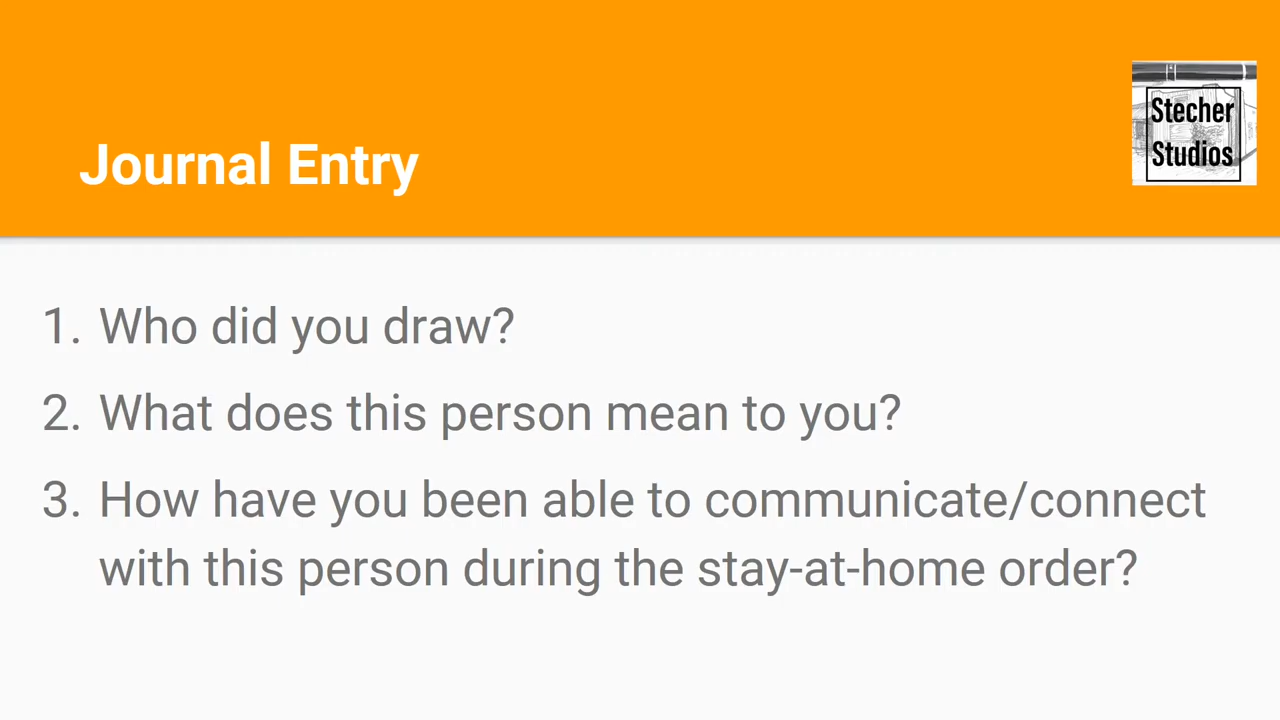 Journal Entry
Stecher
Studios
1. Who did you draw?
2. What does this person mean to you?
3. How have you been able to communicate/connect
with this person during the stay-at-home order?